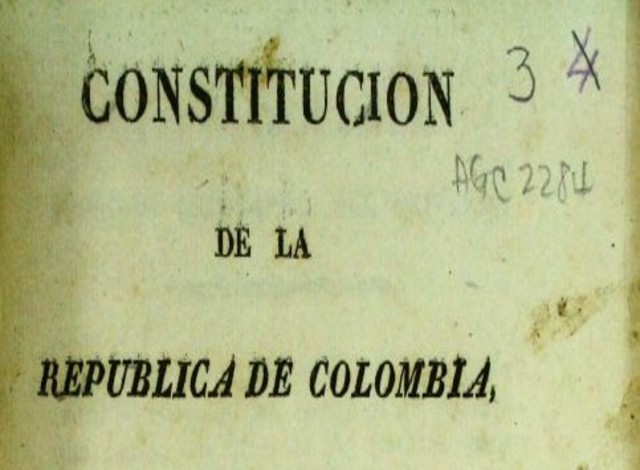 CONSTITUCION
3 4
AGC 2284
DE LA
REPUBLICA DE COLOMBIA,